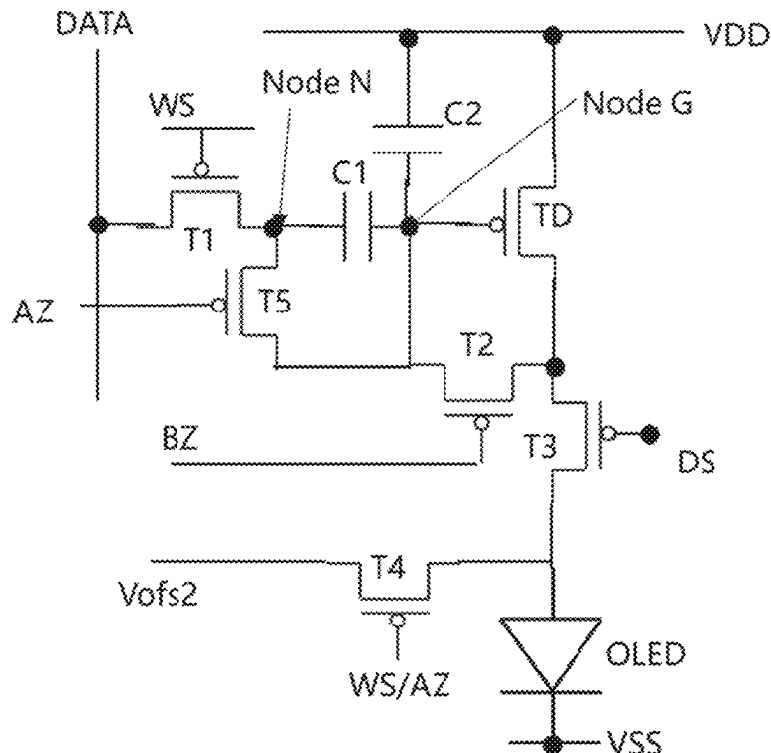 DATA
VDD
Node N
Node G
WS
C2
C1
T1
TD
AZ
T5
T2
BZ
T3
DS
T4
Vofs2
OLED
WS/AZ
VSS